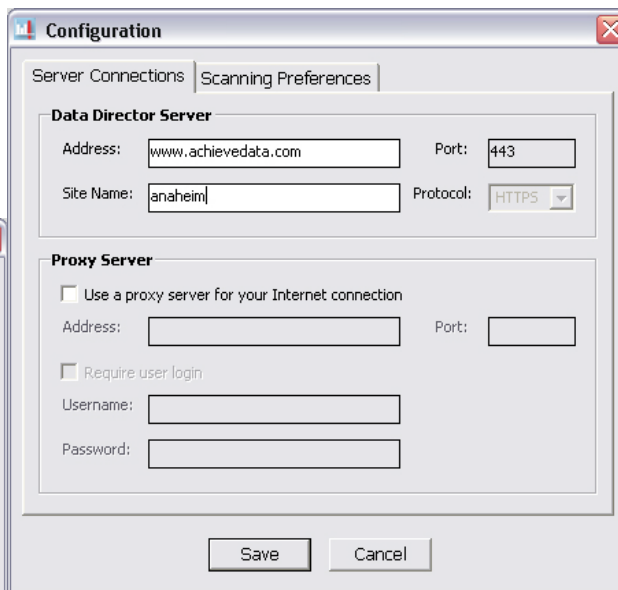 Configuration
Server Connections
Scanning Preferences
Data Director Server
Address: www.achievedata.com Port: 443
Site Name: anaheim Protocol: HTTPS
Proxy Server
Use a proxy server for your Internet connection
Address: Port:
Require user login
Username:
Password:
Save Cancel